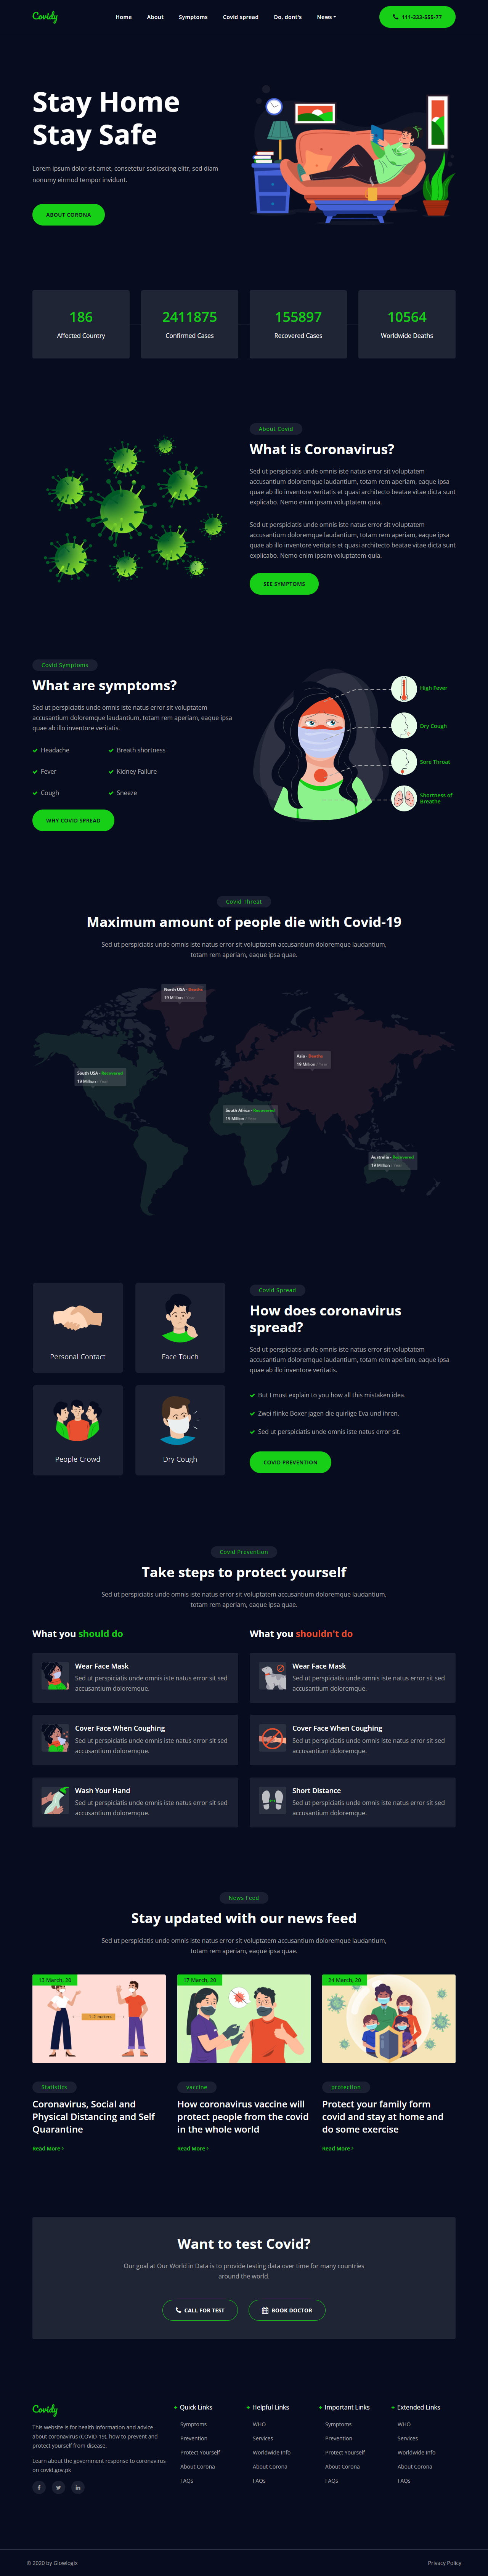 Covidy
Home About Symptoms Covid spread Do, dont's News
111-333-555-77
Stay Home
Stay Safe
Lorem ipsum dolor sit amet, consetetur sadipscing elitr, sed diam
nonumy eirmod tempor invidunt.
ABOUT CORONA
186 2411875 155897 10564
Affected Country Confirmed Cases Recovered Cases Worldwide Deaths
About Covid
What is Coronavirus?
Sed ut perspiciatis unde omnis iste natus error sit voluptatem
accusantium doloremque laudantium, totam rem aperiam, eaque ipsa
quae ab illo inventore veritatis et quasi architecto beatae vitae dicta sunt
explicabo. Nemo enim ipsam voluptatem quia.
Sed ut perspiciatis unde omnis iste natus error sit voluptatem
accusantium doloremque laudantium, totam rem aperiam, eaque ipsa
quae ab illo inventore veritatis et quasi architecto beatae vitae dicta sunt
explicabo. Nemo enim ipsam voluptatem quia.
SEE SYMPTOMS
Covid Symptoms
What are symptoms?
Sed ut perspiciatis unde omnis iste natus error sit voluptatem
accusantium doloremque laudantium, totam rem aperiam, eaque ipsa
quae ab illo inventore veritatis.
Headache Breath shortness
Fever Kidney Failure
Cough Sneeze
WHY COVID SPREAD
High Fever
Dry Cough
Sore Throat
Shortness of
Breathe
Covid Threat
Maximum amount of people die with Covid-19
Sed ut perspiciatis unde omnis iste natus error sit voluptatem accusantium doloremque laudantium,
totam rem aperiam, eaque ipsa quae.
North USA - Deaths
19 Milion / Year
Asia - Deaths
19 Milion / Year
South USA - Recovered
19 Milion / Year
South Africa - Recovered
19 Milion / Year
Australia - Recovered
19 Milion / Year
Personal Contact Face Touch
People Crowd Dry Cough
Covid Spread
How does coronavirus
spread?
Sed ut perspiciatis unde omnis iste natus error sit voluptatem
accusantium doloremque laudantium, totam rem aperiam, eaque ipsa
quae ab illo inventore veritatis.
But I must explain to you how all this mistaken idea.
Zwei flinke Boxer jagen die quirlige Eva und ihren.
Sed ut perspiciatis unde omnis iste natus error sit.
COVID PREVENTION
Covid Prevention
Take steps to protect yourself
Sed ut perspiciatis unde omnis iste natus error sit voluptatem accusantium doloremque laudantium,
totam rem aperiam, eaque ipsa quae.
What you should do
Wear Face Mask
Sed ut perspiciatis unde omnis iste natus error sit sed
accusantium doloremque.
Cover Face When Coughing
Sed ut perspiciatis unde omnis iste natus error sit sed
accusantium doloremque.
Wash Your Hand
Sed ut perspiciatis unde omnis iste natus error sit sed
accusantium doloremque.
What you shouldn't do
Wear Face Mask
Sed ut perspiciatis unde omnis iste natus error sit sed
accusantium doloremque.
Cover Face When Coughing
Sed ut perspiciatis unde omnis iste natus error sit sed
accusantium doloremque.
Short Distance
Sed ut perspiciatis unde omnis iste natus error sit sed
accusantium doloremque.
News Feed
Stay updated with our news feed
Sed ut perspiciatis unde omnis iste natus error sit voluptatem accusantium doloremque laudantium,
totam rem aperiam, eaque ipsa quae.
13 March, 20
1-2 meters
Statistics
Coronavirus, Social and
Physical Distancing and Self
Quarantine
Read More
17 March, 20
vaccine
How coronavirus vaccine will
protect people from the covid
in the whole world
Read More
24 March, 20
protection
Protect your family form
covid and stay at home and
do some exercise
Read More
Want to test Covid?
Our goal at Our World in Data is to provide testing data over time for many countries
around the world.
CALL FOR TEST BOOK DOCTOR
Covidy
This website is for health information and advice
about coronavirus (COVID-19), how to prevent and
protect yourself from disease.
Learn about the government response to coronavirus
on covid.gov.pk
Quick Links
Symptoms
Prevention
Protect Yourself
About Corona
FAQs
Helpful Links
WHO
Services
Worldwide Info
About Corona
FAQs
Important Links
Symptoms
Prevention
Protect Yourself
About Corona
FAQs
Extended Links
WHO
Services
Worldwide Info
About Corona
FAQs
© 2020 by Glowlogix
Privacy Policy